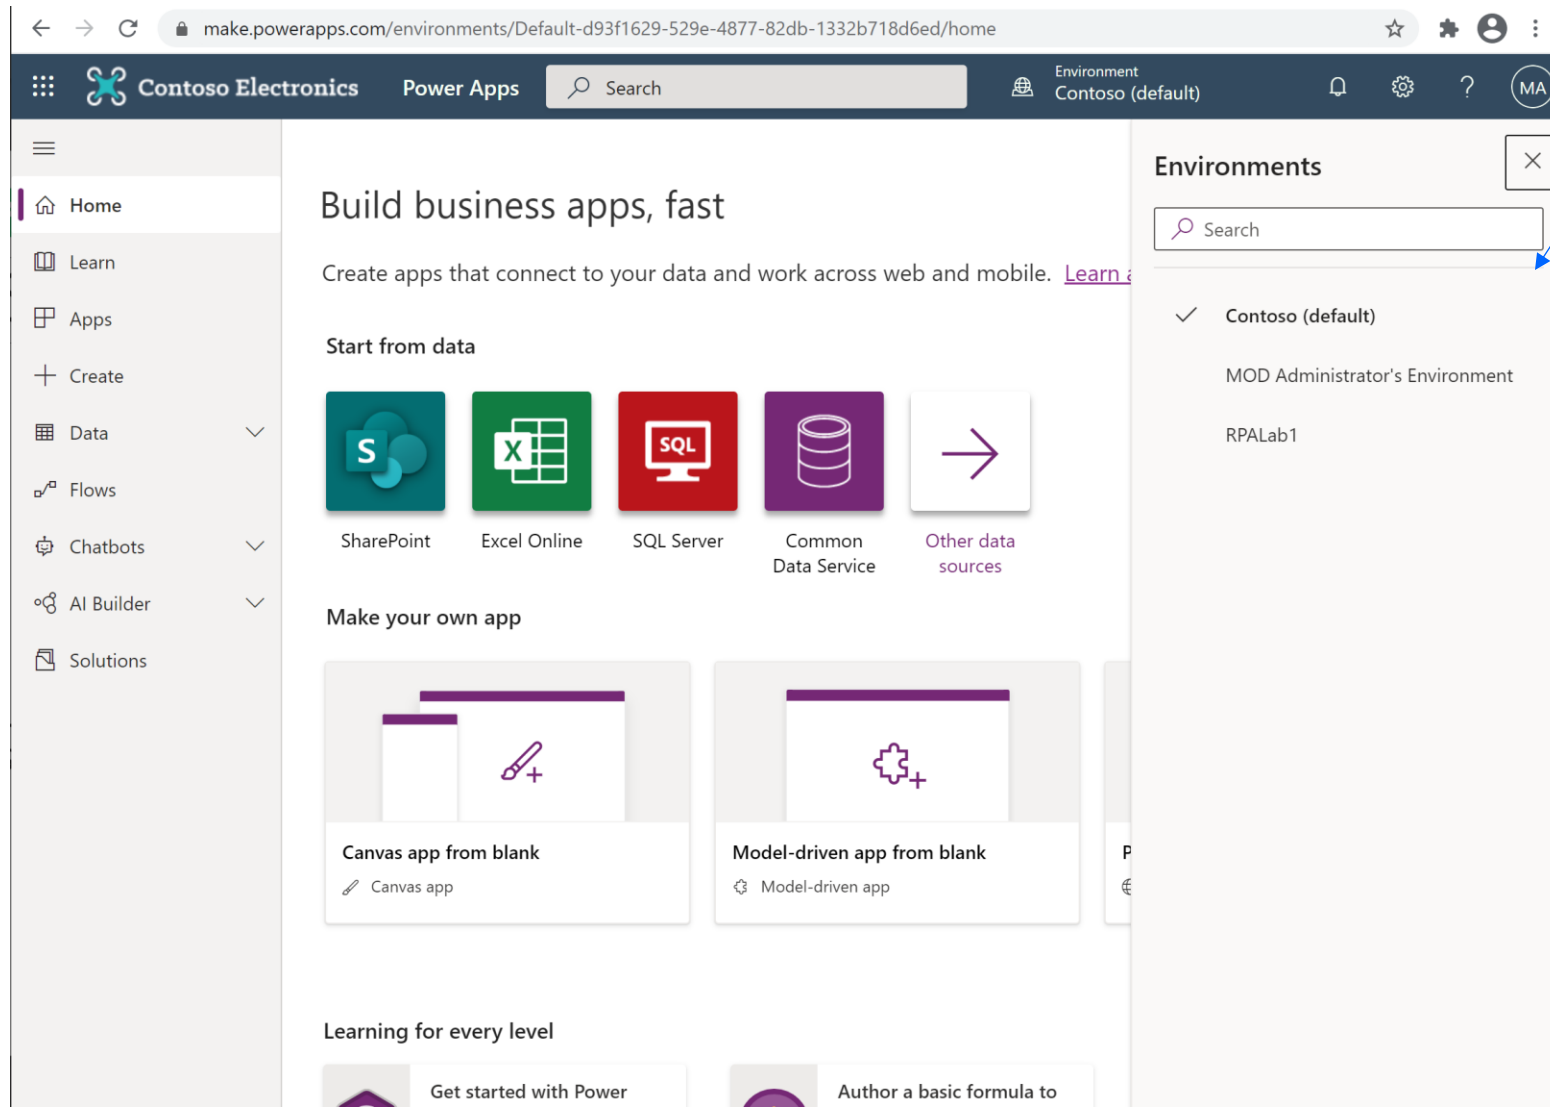 make.powerapps.com/environments/Default-d93f1629-529e-4877-82db-1332b718d6ed/home
Contoso Electronics
Power Apps
Search
Environment
Contoso (default)
?
MA
Home
Learn
Apps
Create
Data
Flows
Chatbots
AI Builder
Solutions
Build business apps, fast
Create apps that connect to your data and work across web and mobile. Learn
Start from data
S
X
SQL
SharePoint
Excel Online
SQL Server
Common
Data Service
Other data
sources
Make your own app
Canvas app from blank
Canvas app
Model-driven app from blank
Model-driven app
Learning for every level
Get started with Power
Author a basic formula to
Environments
Search
Contoso (default)
MOD Administrator's Environment
RPALab1